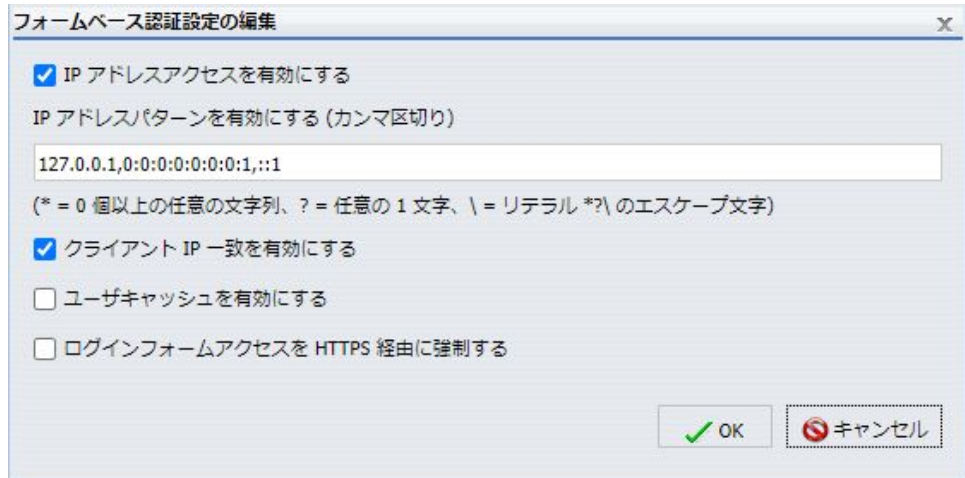 フォームベース認証設定の編集
IP アドレスアクセスを有効にする
IP アドレスパターンを有効にする (カンマ区切り)
127.0.0.1,0:0:0:0:0:0:0:1,::1
(* = 0 個以上の任意の文字列、? = 任意の 1 文字、\ = リテラル *?\ のエスケープ文字)
クライアント IP 一致を有効にする
ユーザキャッシュを有効にする
ログインフォームアクセスを HTTPS 経由に強制する
OK キャンセル